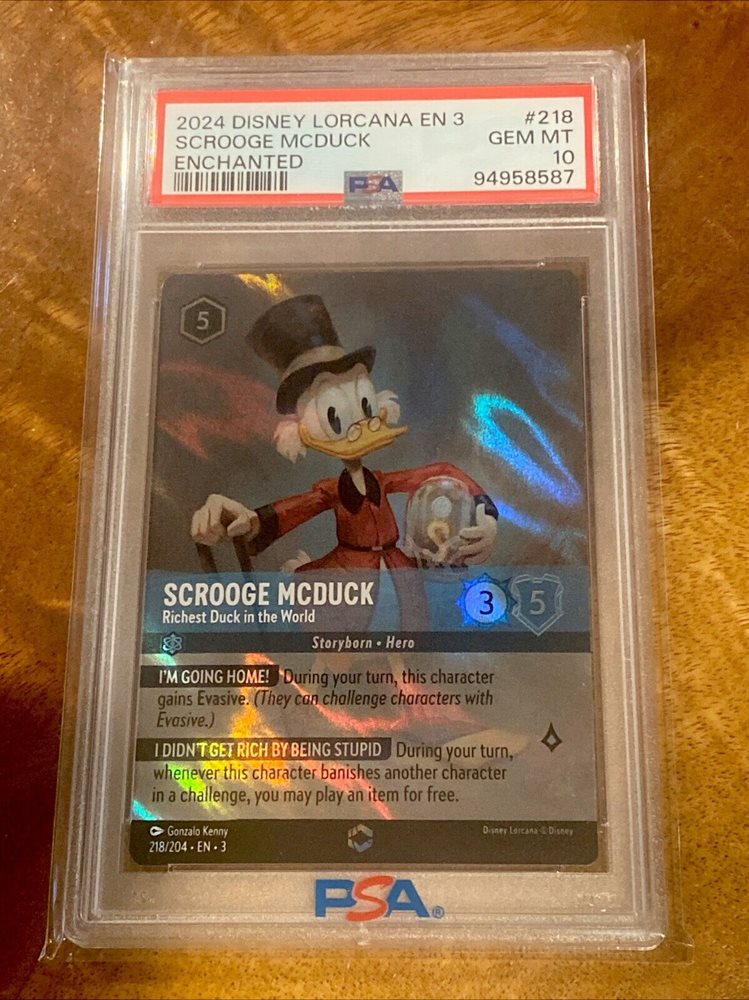 2024 DISNEY LORCANA EN 3 #218
SCROOGE MCDUCK GEM MT
ENCHANTED 10
PSA 94958587
5
SCROOGE MCDUCK
Richest Duck in the World
3 5
Storyborn • Hero
I'M GOING HOME! During your turn, this character
gains Evasive. (They can challenge characters with
Evasive.)
I DIDN'T GET RICH BY BEING STUPID During your turn,
whenever this character banishes another character
in a challenge, you may play an item for free.
Gonzalo Kenny
Disney Lorcana © Disney
218/204 • EN • 3
PSA®